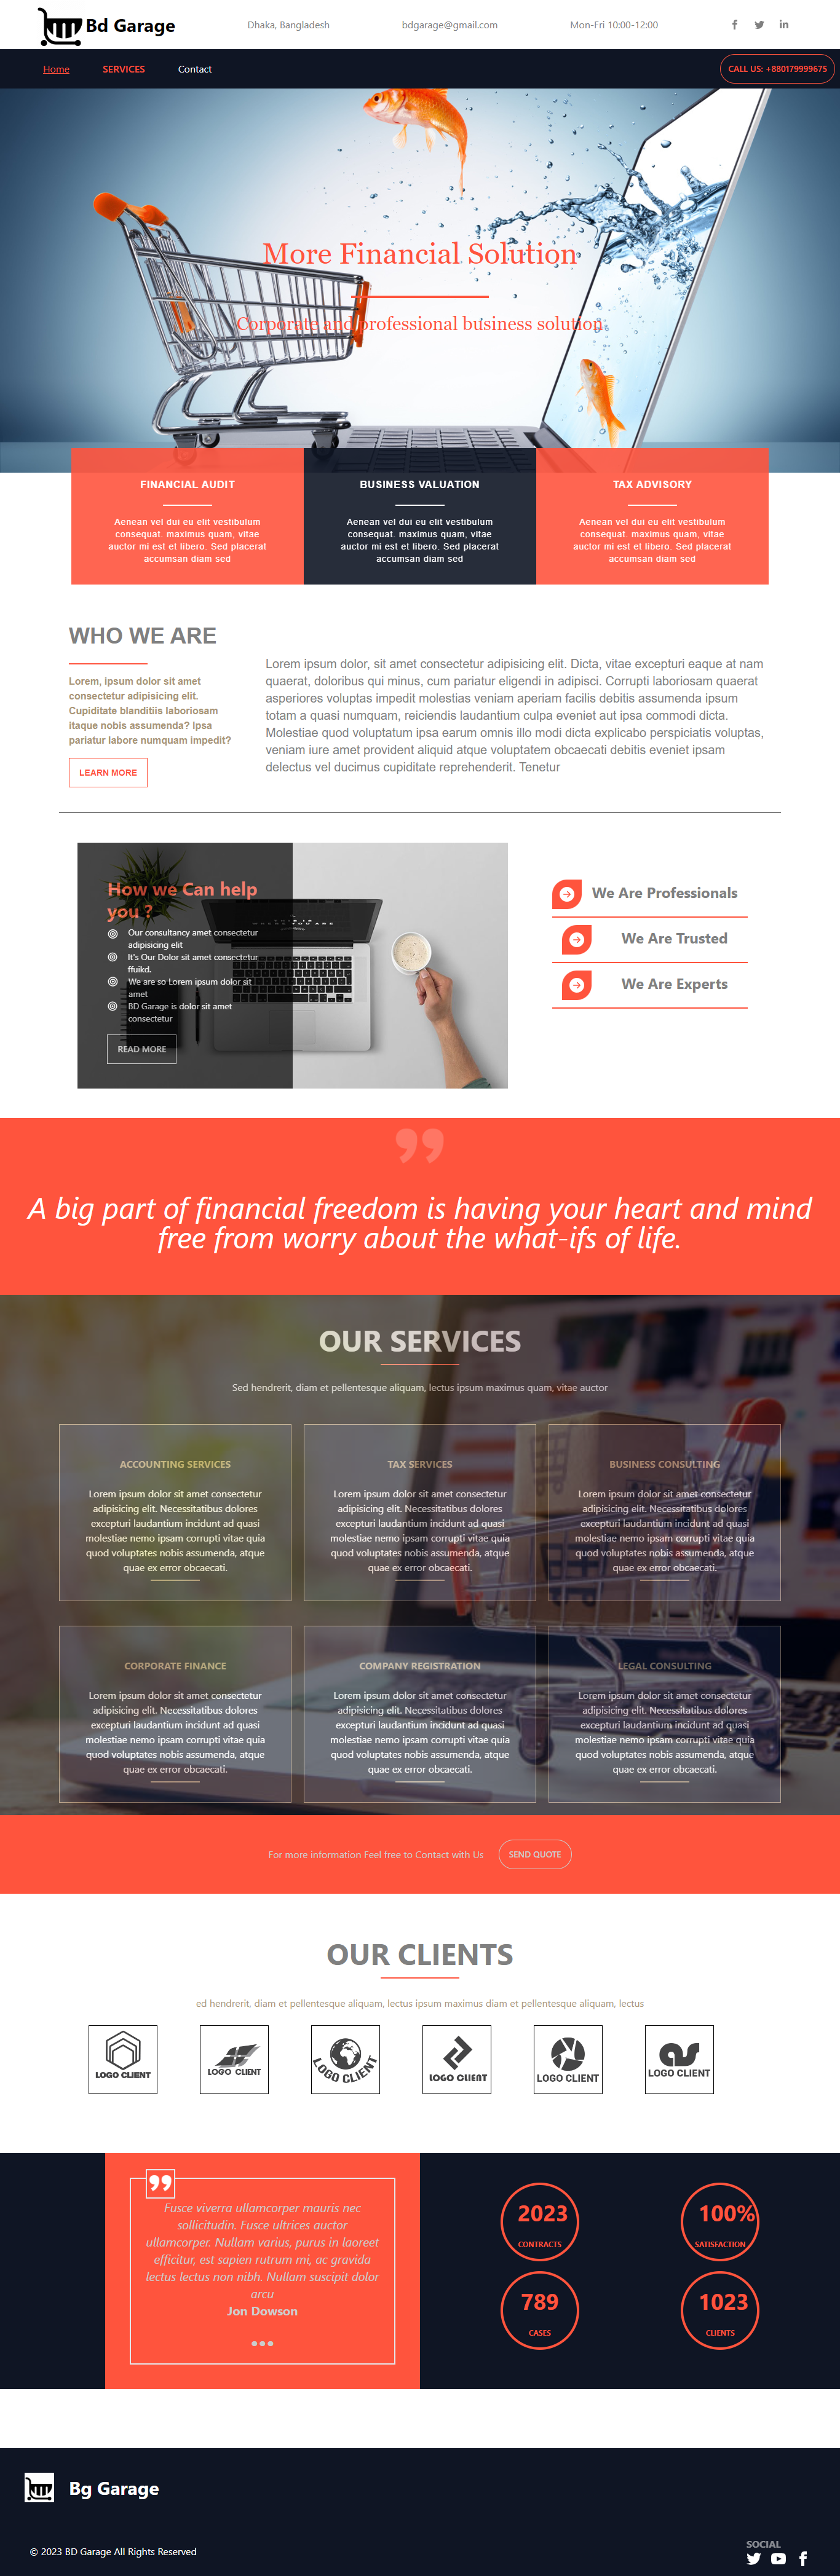 Bd Garage
Dhaka, Bangladesh
bdgarage@gmail.com
Mon-Fri 10:00-12:00
Home
SERVICES
Contact
CALL US: +880179999675
More Financial Solution
Corporate and professional business solution
FINANCIAL AUDIT
Aenean vel dui eu elit vestibulum
consequat. maximus quam, vitae
auctor mi est et libero. Sed placerat
accumsan diam sed
BUSINESS VALUATION
Aenean vel dui eu elit vestibulum
consequat. maximus quam, vitae
auctor mi est et libero. Sed placerat
accumsan diam sed
TAX ADVISORY
Aenean vel dui eu elit vestibulum
consequat. maximus quam, vitae
auctor mi est et libero. Sed placerat
accumsan diam sed
WHO WE ARE
Lorem, ipsum dolor sit amet
consectetur adipisicing elit.
Cupiditate blanditiis laboriosam
itaque nobis assumenda? Ipsa
pariatur labore numquam impedit?
LEARN MORE
Lorem ipsum dolor, sit amet consectetur adipisicing elit. Dicta, vitae excepturi eaque at nam
quaerat, doloribus qui minus, cum pariatur eligendi in adipisci. Corrupti laboriosam quaerat
asperiores voluptas impedit molestias veniam aperiam facilis debitis assumenda ipsum
totam a quasi numquam, reiciendis laudantium culpa eveniet aut ipsa commodi dicta.
Molestiae quod voluptatum ipsa earum omnis illo modi dicta explicabo perspiciatis voluptas,
veniam iure amet provident aliquid atque voluptatem obcaecati debitis eveniet ipsam
delectus vel ducimus cupiditate reprehenderit. Tenetur
How we Can help
you ?
Our consultancy amet consectetur
adipisicing elit
It's Our Dolor sit amet consectetur
ffuikd.
We are so Lorem ipsum dolor sit
amet
BD Garage is dolor sit amet
consectetur
READ MORE
We Are Professionals
We Are Trusted
We Are Experts
A big part of financial freedom is having your heart and mind
free from worry about the what-ifs of life.
OUR SERVICES
Sed hendrerit, diam et pellentesque aliquam, lectus ipsum maximus quam, vitae auctor
ACCOUNTING SERVICES
Lorem ipsum dolor sit amet consectetur
adipisicing elit. Necessitatibus dolores
excepturi laudantium incidunt ad quasi
molestiae nemo ipsam corrupti vitae quia
quod voluptates nobis assumenda, atque
quae ex error obcaecati.
TAX SERVICES
Lorem ipsum dolor sit amet consectetur
adipisicing elit. Necessitatibus dolores
excepturi laudantium incidunt ad quasi
molestiae nemo ipsam corrupti vitae quia
quod voluptates nobis assumenda, atque
quae ex error obcaecati.
BUSINESS CONSULTING
Lorem ipsum dolor sit amet consectetur
adipisicing elit. Necessitatibus dolores
excepturi laudantium incidunt ad quasi
molestiae nemo ipsam corrupti vitae quia
quod voluptates nobis assumenda, atque
quae ex error obcaecati.
CORPORATE FINANCE
Lorem ipsum dolor sit amet consectetur
adipisicing elit. Necessitatibus dolores
excepturi laudantium incidunt ad quasi
molestiae nemo ipsam corrupti vitae quia
quod voluptates nobis assumenda, atque
quae ex error obcaecati.
COMPANY REGISTRATION
Lorem ipsum dolor sit amet consectetur
adipisicing elit. Necessitatibus dolores
excepturi laudantium incidunt ad quasi
molestiae nemo ipsam corrupti vitae quia
quod voluptates nobis assumenda, atque
quae ex error obcaecati.
LEGAL CONSULTING
Lorem ipsum dolor sit amet consectetur
adipisicing elit. Necessitatibus dolores
excepturi laudantium incidunt ad quasi
molestiae nemo ipsam corrupti vitae quia
quod voluptates nobis assumenda, atque
quae ex error obcaecati.
For more information Feel free to Contact with Us
SEND QUOTE
OUR CLIENTS
ed hendrerit, diam et pellentesque aliquam, lectus ipsum maximus diam et pellentesque aliquam, lectus
LOGO CLIENT
LOGO CLIENT
LOGO CLIENT
LOGO CLIENT
LOGO CLIENT
LOGO CLIENT
Fusce viverra ullamcorper mauris nec
sollicitudin. Fusce ultrices auctor
ullamcorper. Nullam varius, purus in laoreet
efficitur, est sapien rutrum mi, ac gravida
lectus lectus non nibh. Nullam suscipit dolor
arcu
Jon Dowson
2023
CONTRACTS
100%
SATISFACTION
789
CASES
1023
CLIENTS
Bg Garage
© 2023 BD Garage All Rights Reserved
SOCIAL